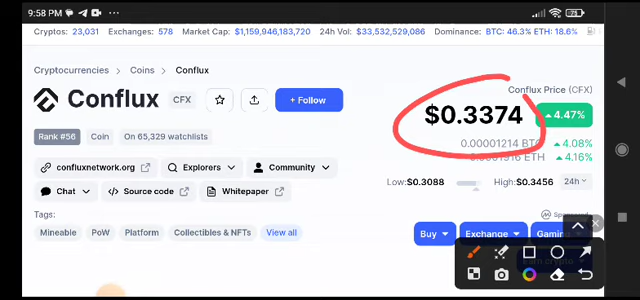 9:58 PM
75
Cryptos: 23,031 Exchanges: 578 Market Cap: $1,159,946,183,720 24h Vol: $33,532,529,086 Dominance: BTC: 46.3% ETH: 18.6%
Cryptocurrencies > Coins > Conflux
Conflux CFX
+ Follow
Conflux Price (CFX)
$0.3374 4.47%
Rank #56 Coin On 65,329 watchlists
0.00001214 BTC 4.08%
ETH 4.16%
confluxnetwork.org Explorers Community
Low: $0.3088 High: $0.3456 24h
Chat Source code Whitepaper
Tags:
Sponsored
Mineable PoW Platform Collectibles & NFTs View all
Buy Exchange Gaming